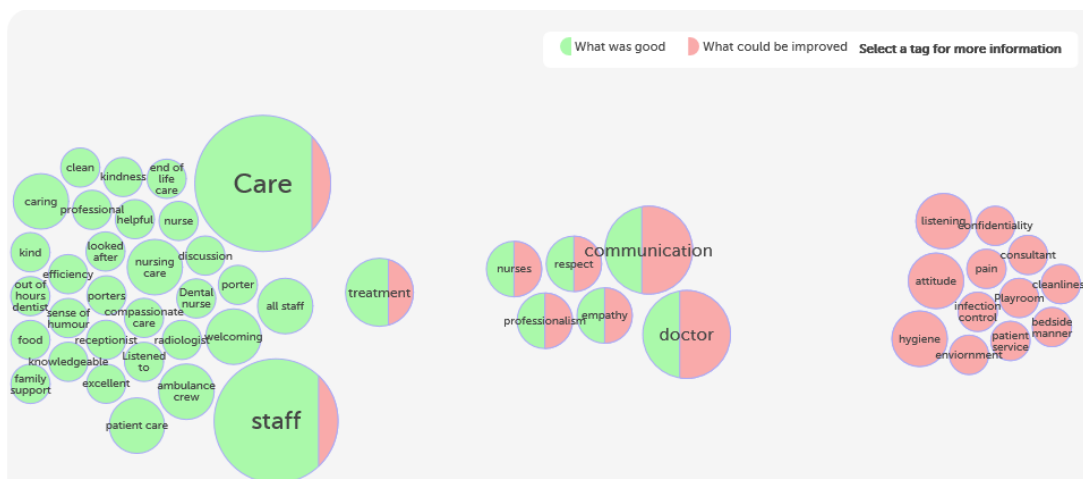 What was good
What could be improved
Select a tag for more information
clean
kindness
end of
life
care
Care
caring
professional
helpful
nurse
kind
looked
after
nursing
care
discussion
efficiency
out of
hours
dentist
porters
Dental
nurse
porter
all staff
sense of
humour
compassionate
care
food
receptionist
radiologist
welcoming
knowledgeable
Listened
to
family
support
excellent
ambulance
crew
patient care
staff
treatment
nurses
respect
communication
professionalism
empathy
doctor
listening
confidentiality
consultant
attitude
pain
cleanlines
infection
control
Playroom
hygiene
patient
service
bedside
manner
enviornment